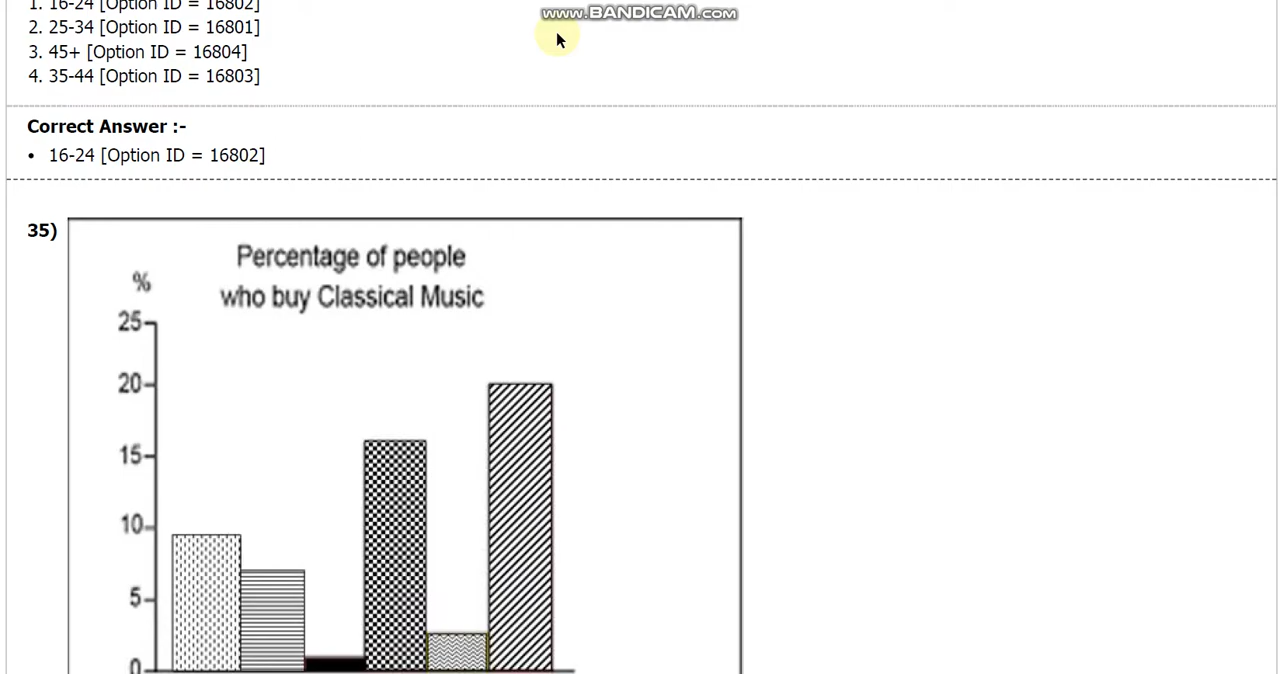 1. 16-24 [Option ID = 16802]
www.BANDICAM.com
2. 25-34 [Option ID = 16801]
3. 45+ [Option ID = 16804]
4. 35-44 [Option ID = 16803]
Correct Answer :-
• 16-24 [Option ID = 16802]
35)
Percentage of people
who buy Classical Music
%
25
20
15
10
5
0